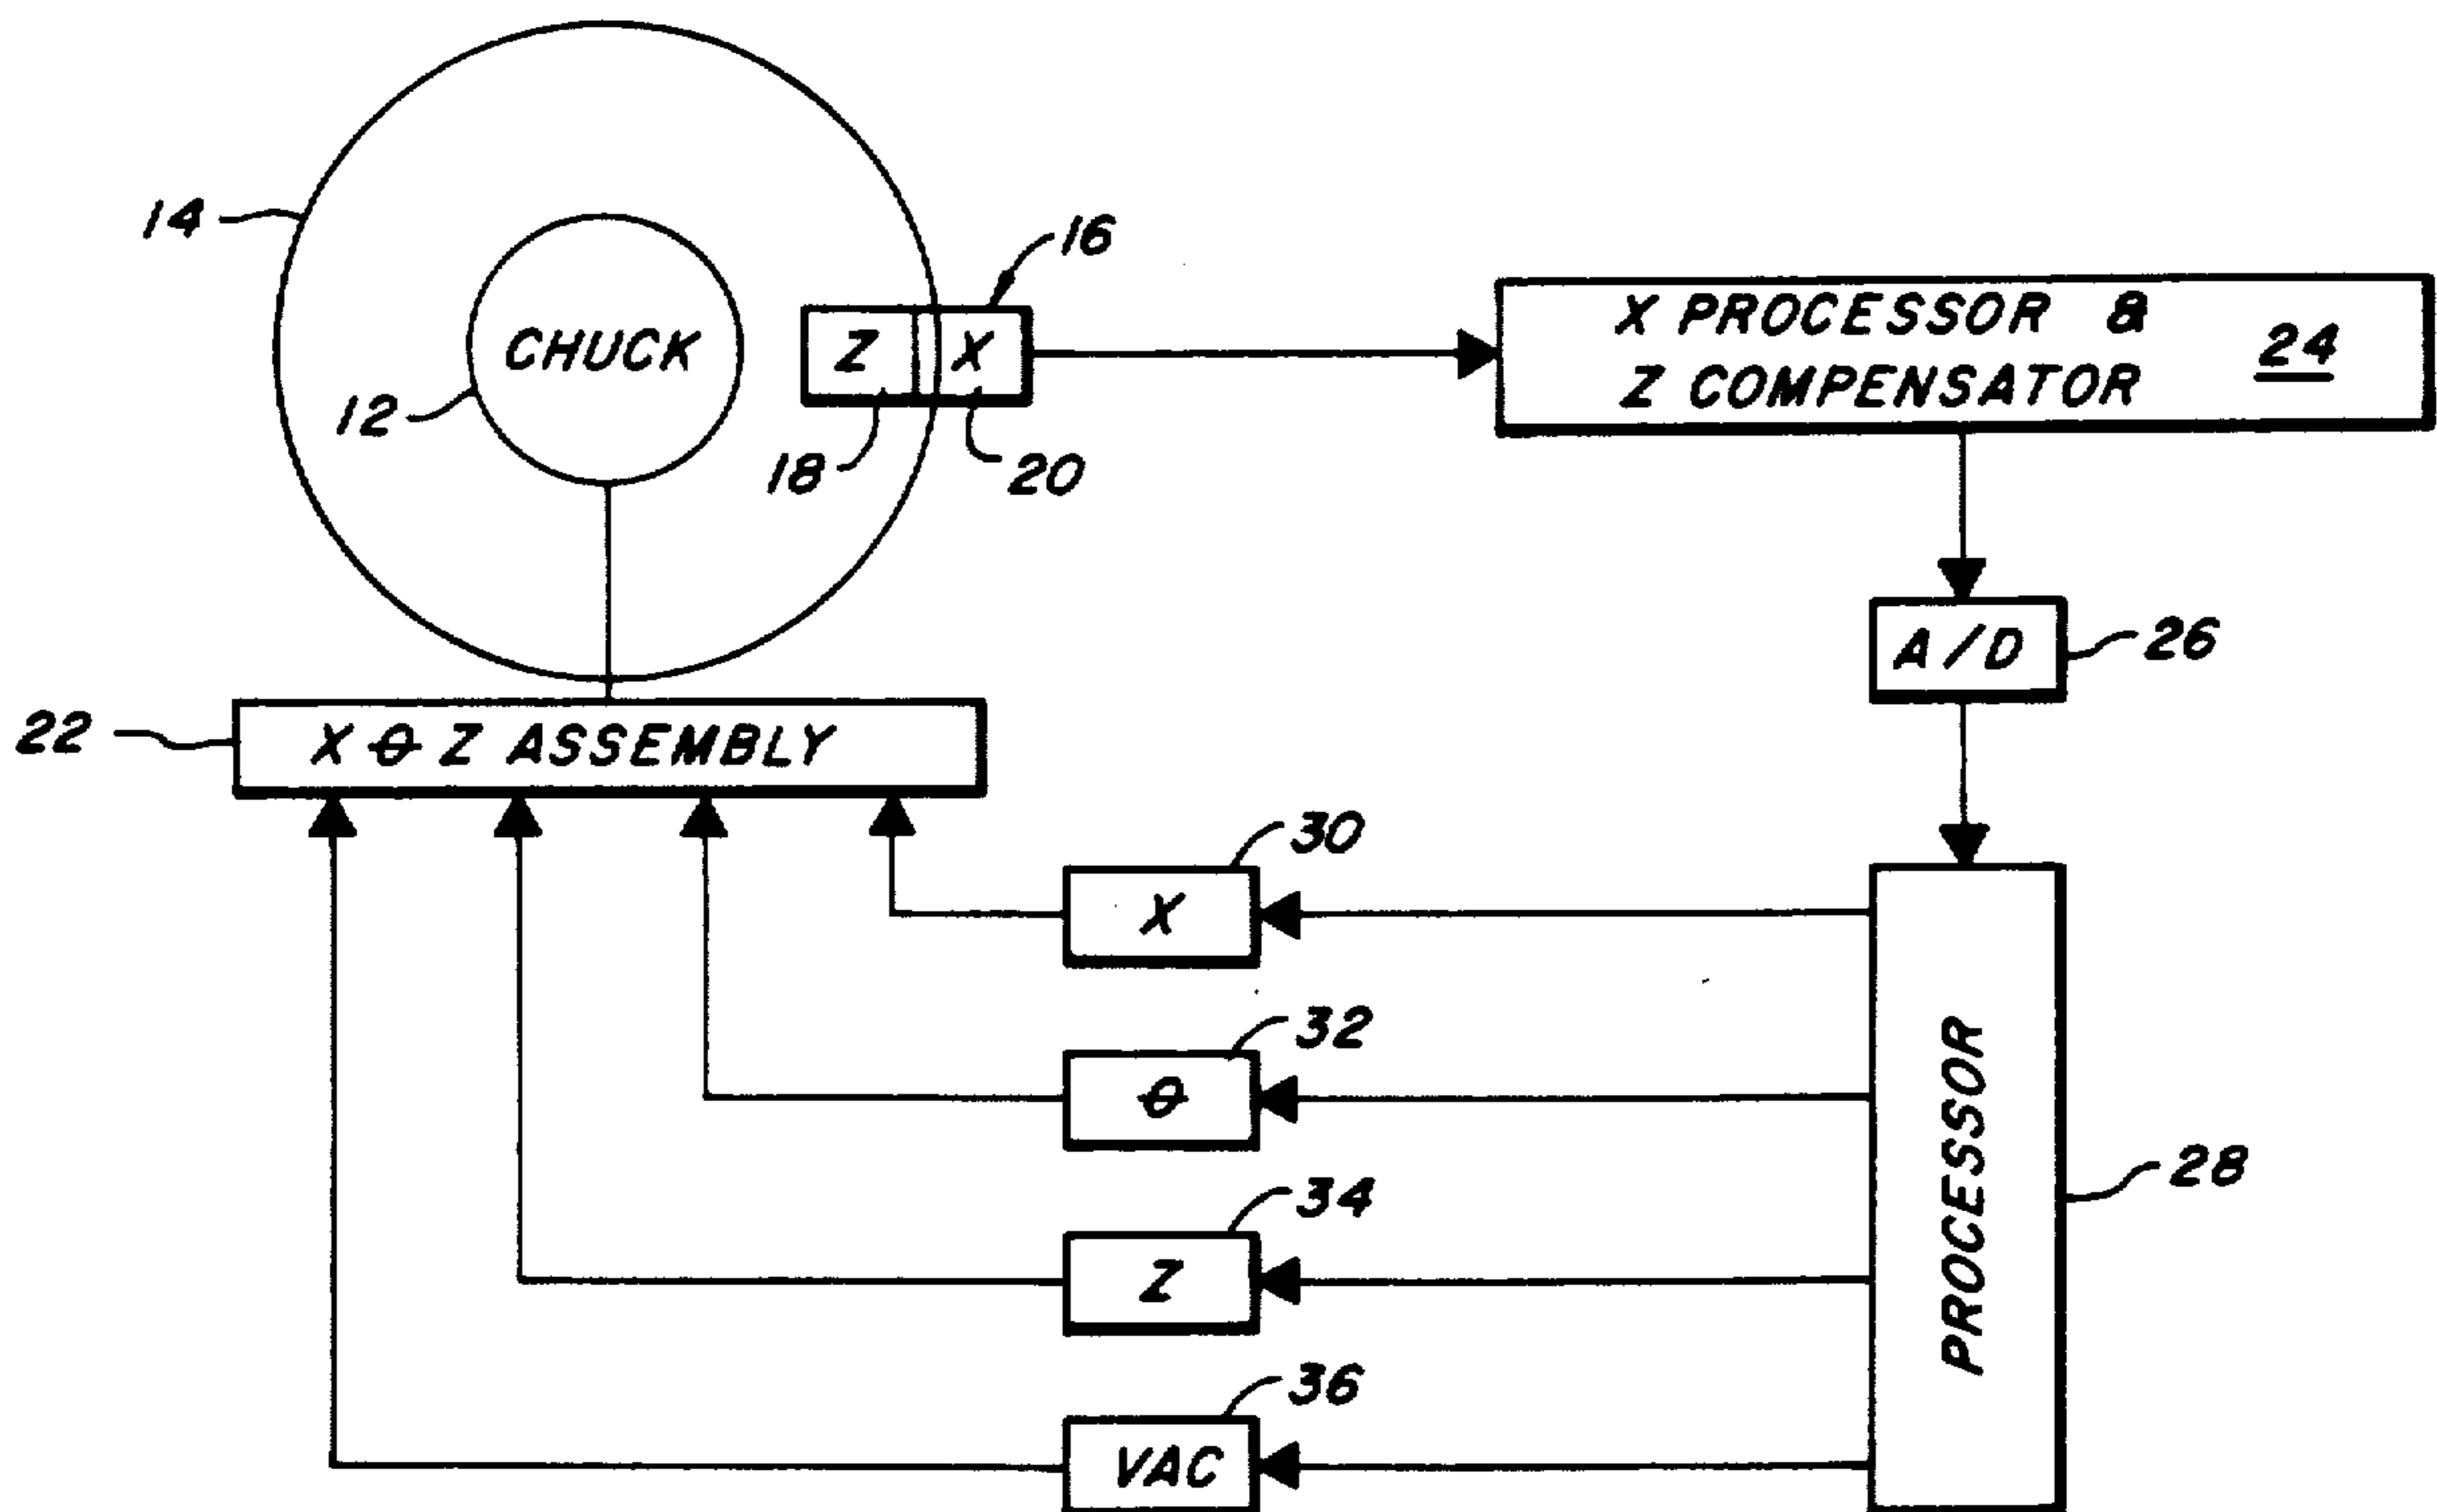 14
CHUCK
12
Z X
16
18
20
X PROCESSOR &
Z COMPENSATOR
24
A/D
26
22
X θ Z ASSEMBLY
30
X
32
θ
34
Z
36
VAC
PROCESSOR
28